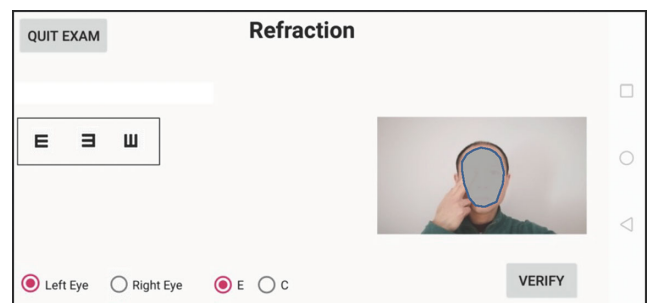 QUIT EXAM
Refraction
E E E
Left Eye Right Eye E C
VERIFY